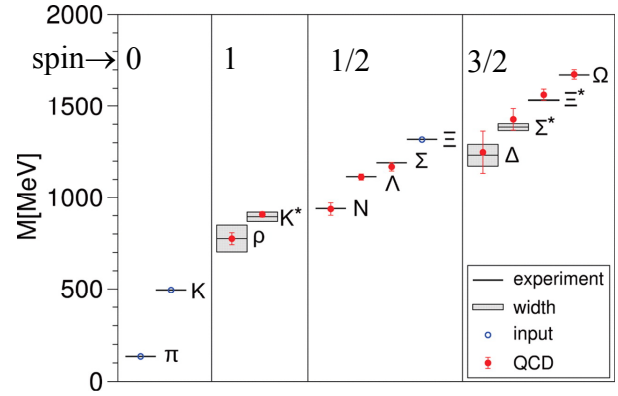 2000
1500
1000
500
0
M[MeV]
spin→ 0
1
1/2
3/2
π
K
ρ
K*
N
Λ
Σ
Ξ
Δ
Σ*
Ξ*
Ω
experiment
width
input
QCD